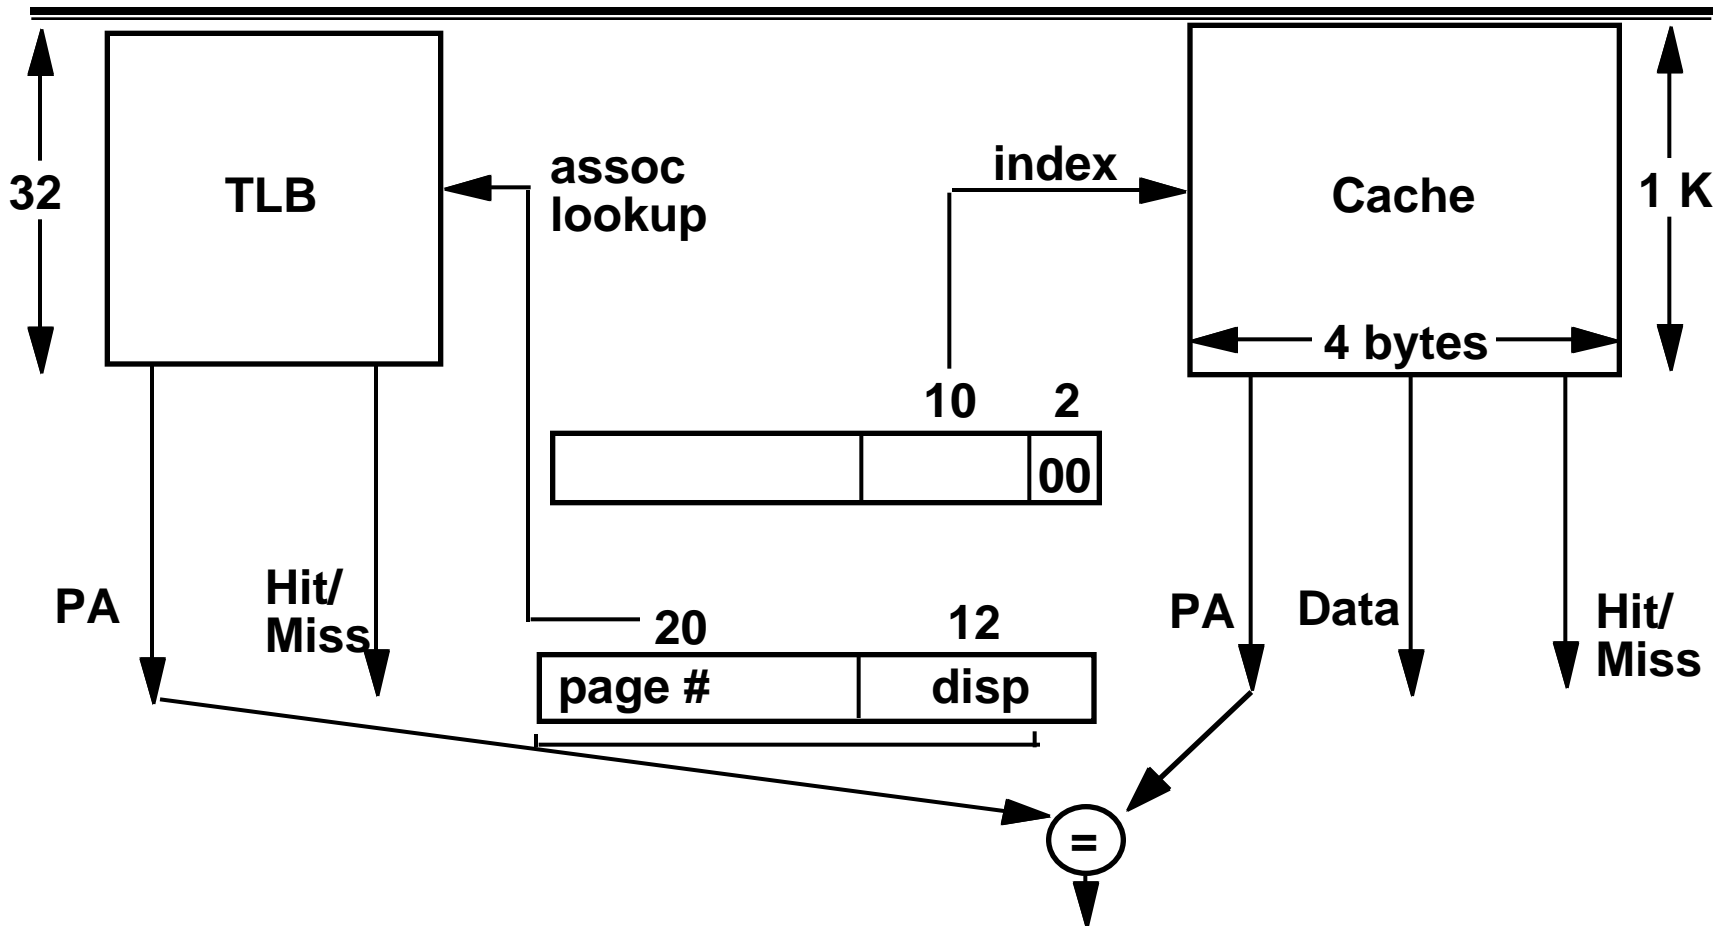 32
TLB
assoc
lookup
index
Cache
1 K
4 bytes
10
2
00
PA
Hit/
Miss
20
12
page #
disp
PA
Data
Hit/
Miss
=